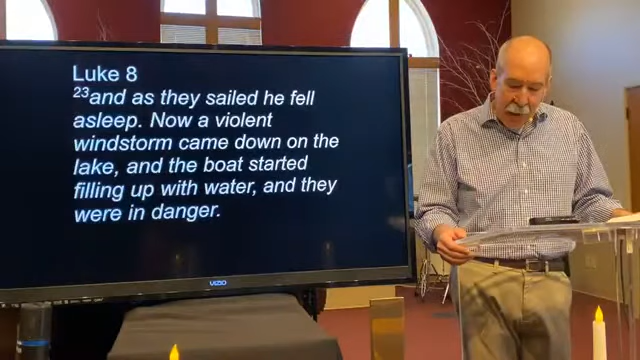 Luke 8
23and as they sailed he fell
asleep. Now a violent
windstorm came down on the
lake, and the boat started
filling up with water, and they
were in danger.
VIZIO